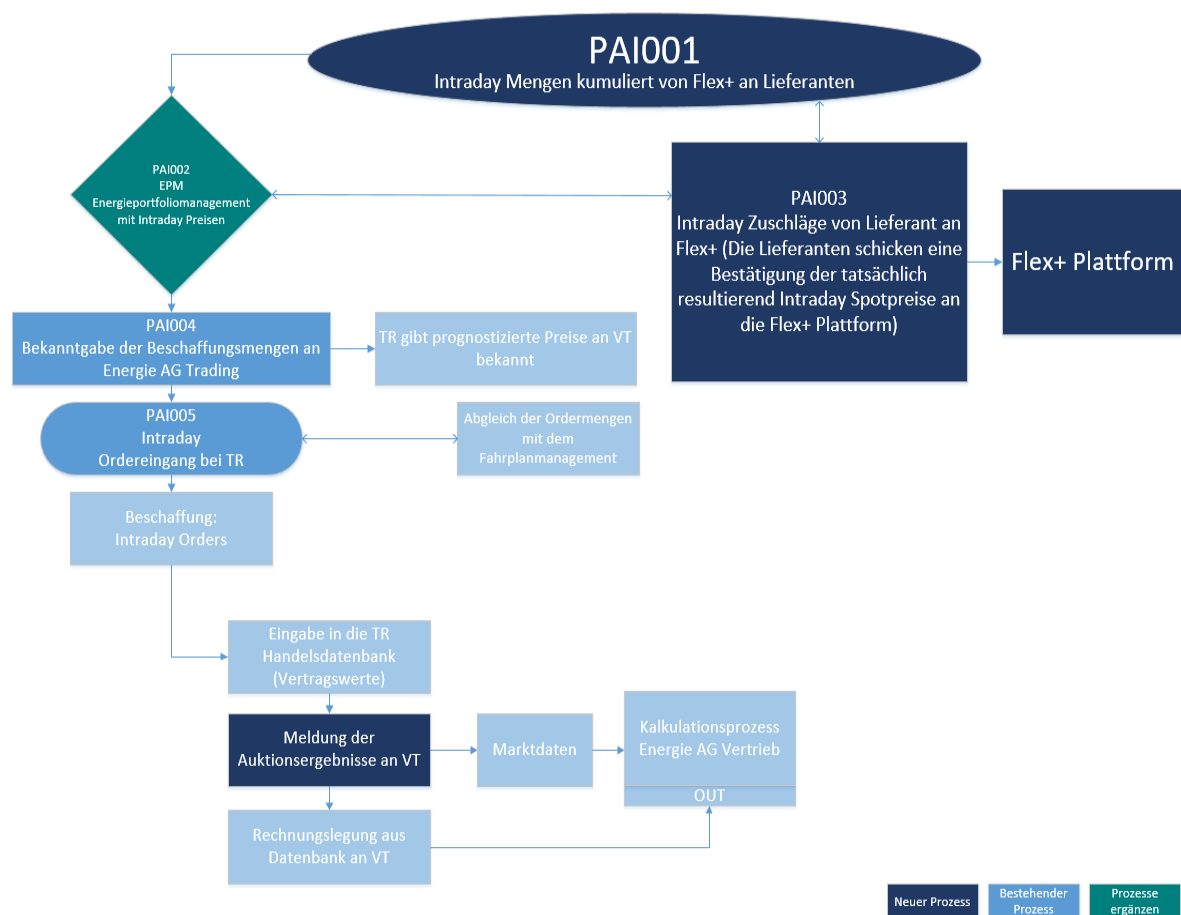 PAI001
Intraday Mengen kumuliert von Flex+ an Lieferanten
PAI002
EPM
Energieportfoliomanagement
mit Intraday Preisen
PAI003
Intraday Zuschläge von Lieferant an
Flex+ (Die Lieferanten schicken eine
Bestätigung der tatsächlich
resultierend Intraday Spotpreise an
die Flex+ Plattform)
Flex+ Plattform
PAI004
Bekanntgabe der Beschaffungsmengen an
Energie AG Trading
TR gibt prognostizierte Preise an VT
bekannt
PAI005
Intraday
Ordereingang bei TR
Abgleich der Ordermengen
mit dem
Fahrplanmanagement
Beschaffung:
Intraday Orders
Eingabe in die TR
Handelsdatenbank
(Vertragswerte)
Meldung der
Auktionsergebnisse an VT
Marktdaten
Kalkulationsprozess
Energie AG Vertrieb
OUT
Rechnungslegung aus
Datenbank an VT
Neuer Prozess
Bestehender
Prozess
Prozesse
ergänzen